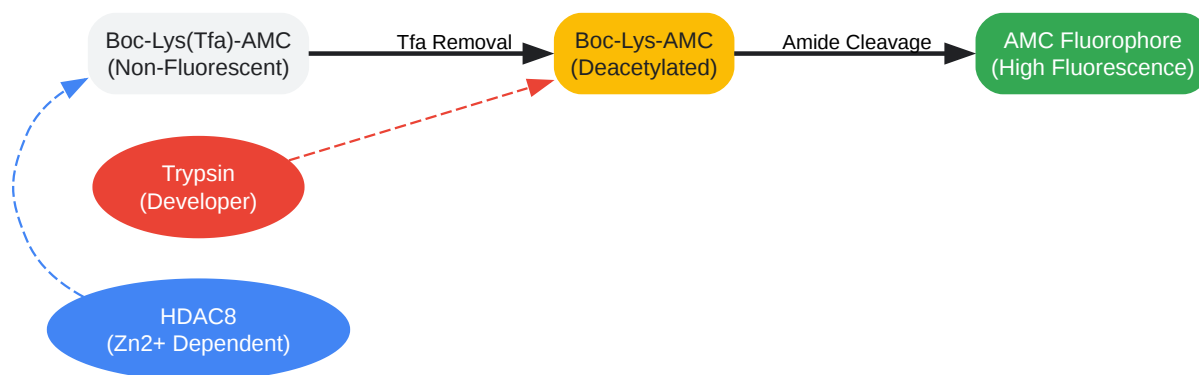 Boc-Lys(Tfa)-AMC
(Non-Fluorescent)
Tfa Removal
Boc-Lys-AMC
(Deacetylated)
Amide Cleavage
AMC Fluorophore
(High Fluorescence)
Trypsin
(Developer)
HDAC8
(Zn2+ Dependent)